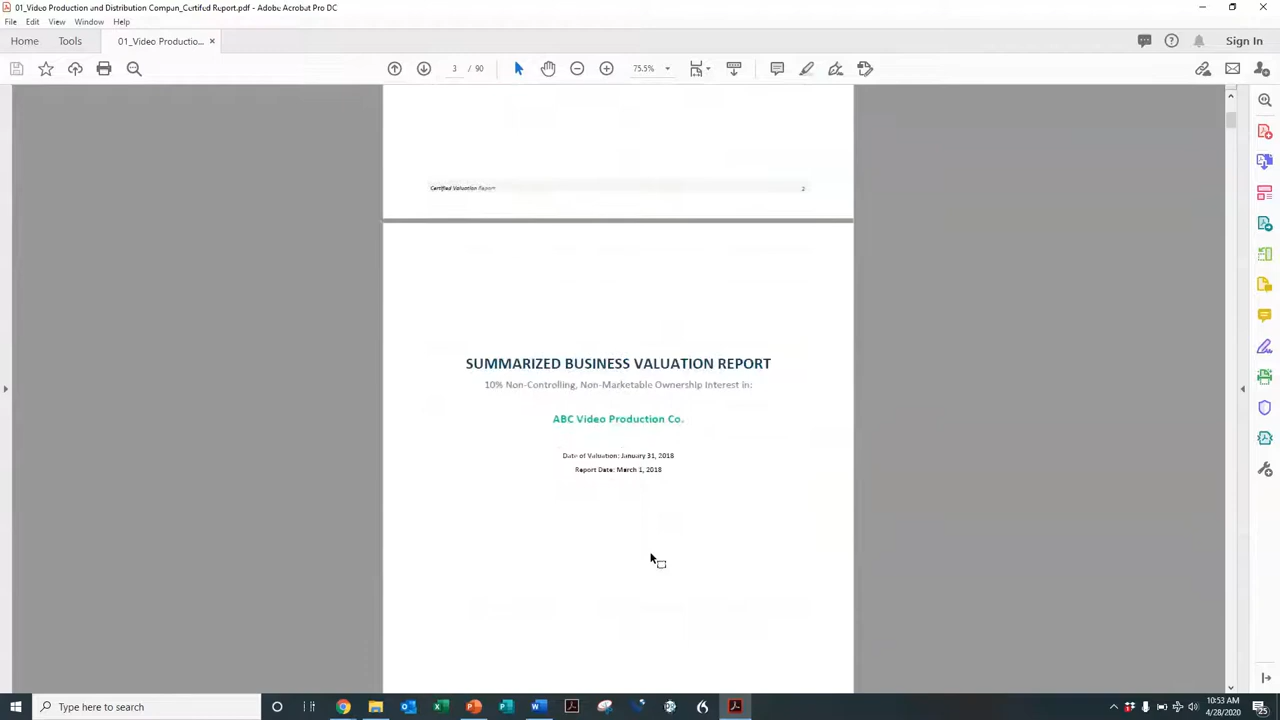 01_Video Production and Distribution Compan_Certifed Report.pdf - Adobe Acrobat Pro DC
File Edit View Window Help
Home Tools 01_Video Productio... × Sign In
3 / 90 75.5%
Certified Valuation Report 2
SUMMARIZED BUSINESS VALUATION REPORT
10% Non-Controlling, Non-Marketable Ownership Interest in:
ABC Video Production Co.
Date of Valuation: January 31, 2018
Report Date: March 1, 2018
Type here to search
10:53 AM
4/28/2020
25